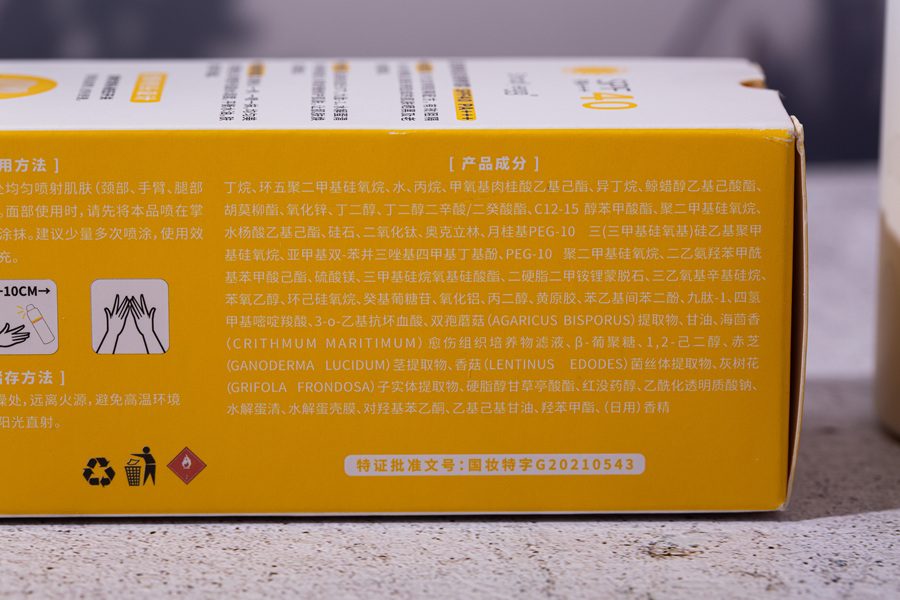 用方法 ]
处均匀喷射肌肤(颈部、手臂、腿部
。面部使用时,请先将本品喷在掌
涂抹。建议少量多次喷涂,使用效
充。
10CM→
存方法 ]
燥处,远离火源,避免高温环境
阳光直射。
[ 产品成分 ]
丁烷、环五聚二甲基硅氧烷、水、丙烷、甲氧基肉桂酸乙基己酯、异丁烷、鲸蜡醇乙基己酸酯、
胡莫柳酯、氧化锌、丁二醇、丁二醇二辛酸/二癸酸酯、C12-15 醇苯甲酸酯、聚二甲基硅氧烷、
水杨酸乙基己酯、硅石、二氧化钛、奥克立林、月桂基PEG-10 三(三甲基硅氧基)硅乙基聚甲
基硅氧烷、亚甲基双-苯并三唑基四甲基丁基酚、PEG-10 聚二甲基硅氧烷、二乙氨羟苯甲酰
基苯甲酸己酯、硫酸镁、三甲基硅烷氧基硅酸酯、二硬脂二甲铵锂蒙脱石、三乙氧基辛基硅烷、
苯氧乙醇、环己硅氧烷、癸基葡糖苷、氧化铝、丙二醇、黄原胶、苯乙基间苯二酚、九肽-1、四氢
甲基嘧啶羧酸、3-o-乙基抗坏血酸、双孢蘑菇(AGARICUS BISPORUS)提取物、甘油、海茴香
(CRITHMUM MARITIMUM)愈伤组织培养物滤液、β-葡聚糖、1,2-己二醇、赤芝
(GANODERMA LUCIDUM)茎提取物、香菇(LENTINUS EDODES)菌丝体提取物、灰树花
(GRIFOLA FRONDOSA)子实体提取物、硬脂醇甘草亭酸酯、红没药醇、乙酰化透明质酸钠、
水解蛋清、水解蛋壳膜、对羟基苯乙酮、乙基己基甘油、羟苯甲酯、(日用)香精
特证批准文号:国妆特字G20210543